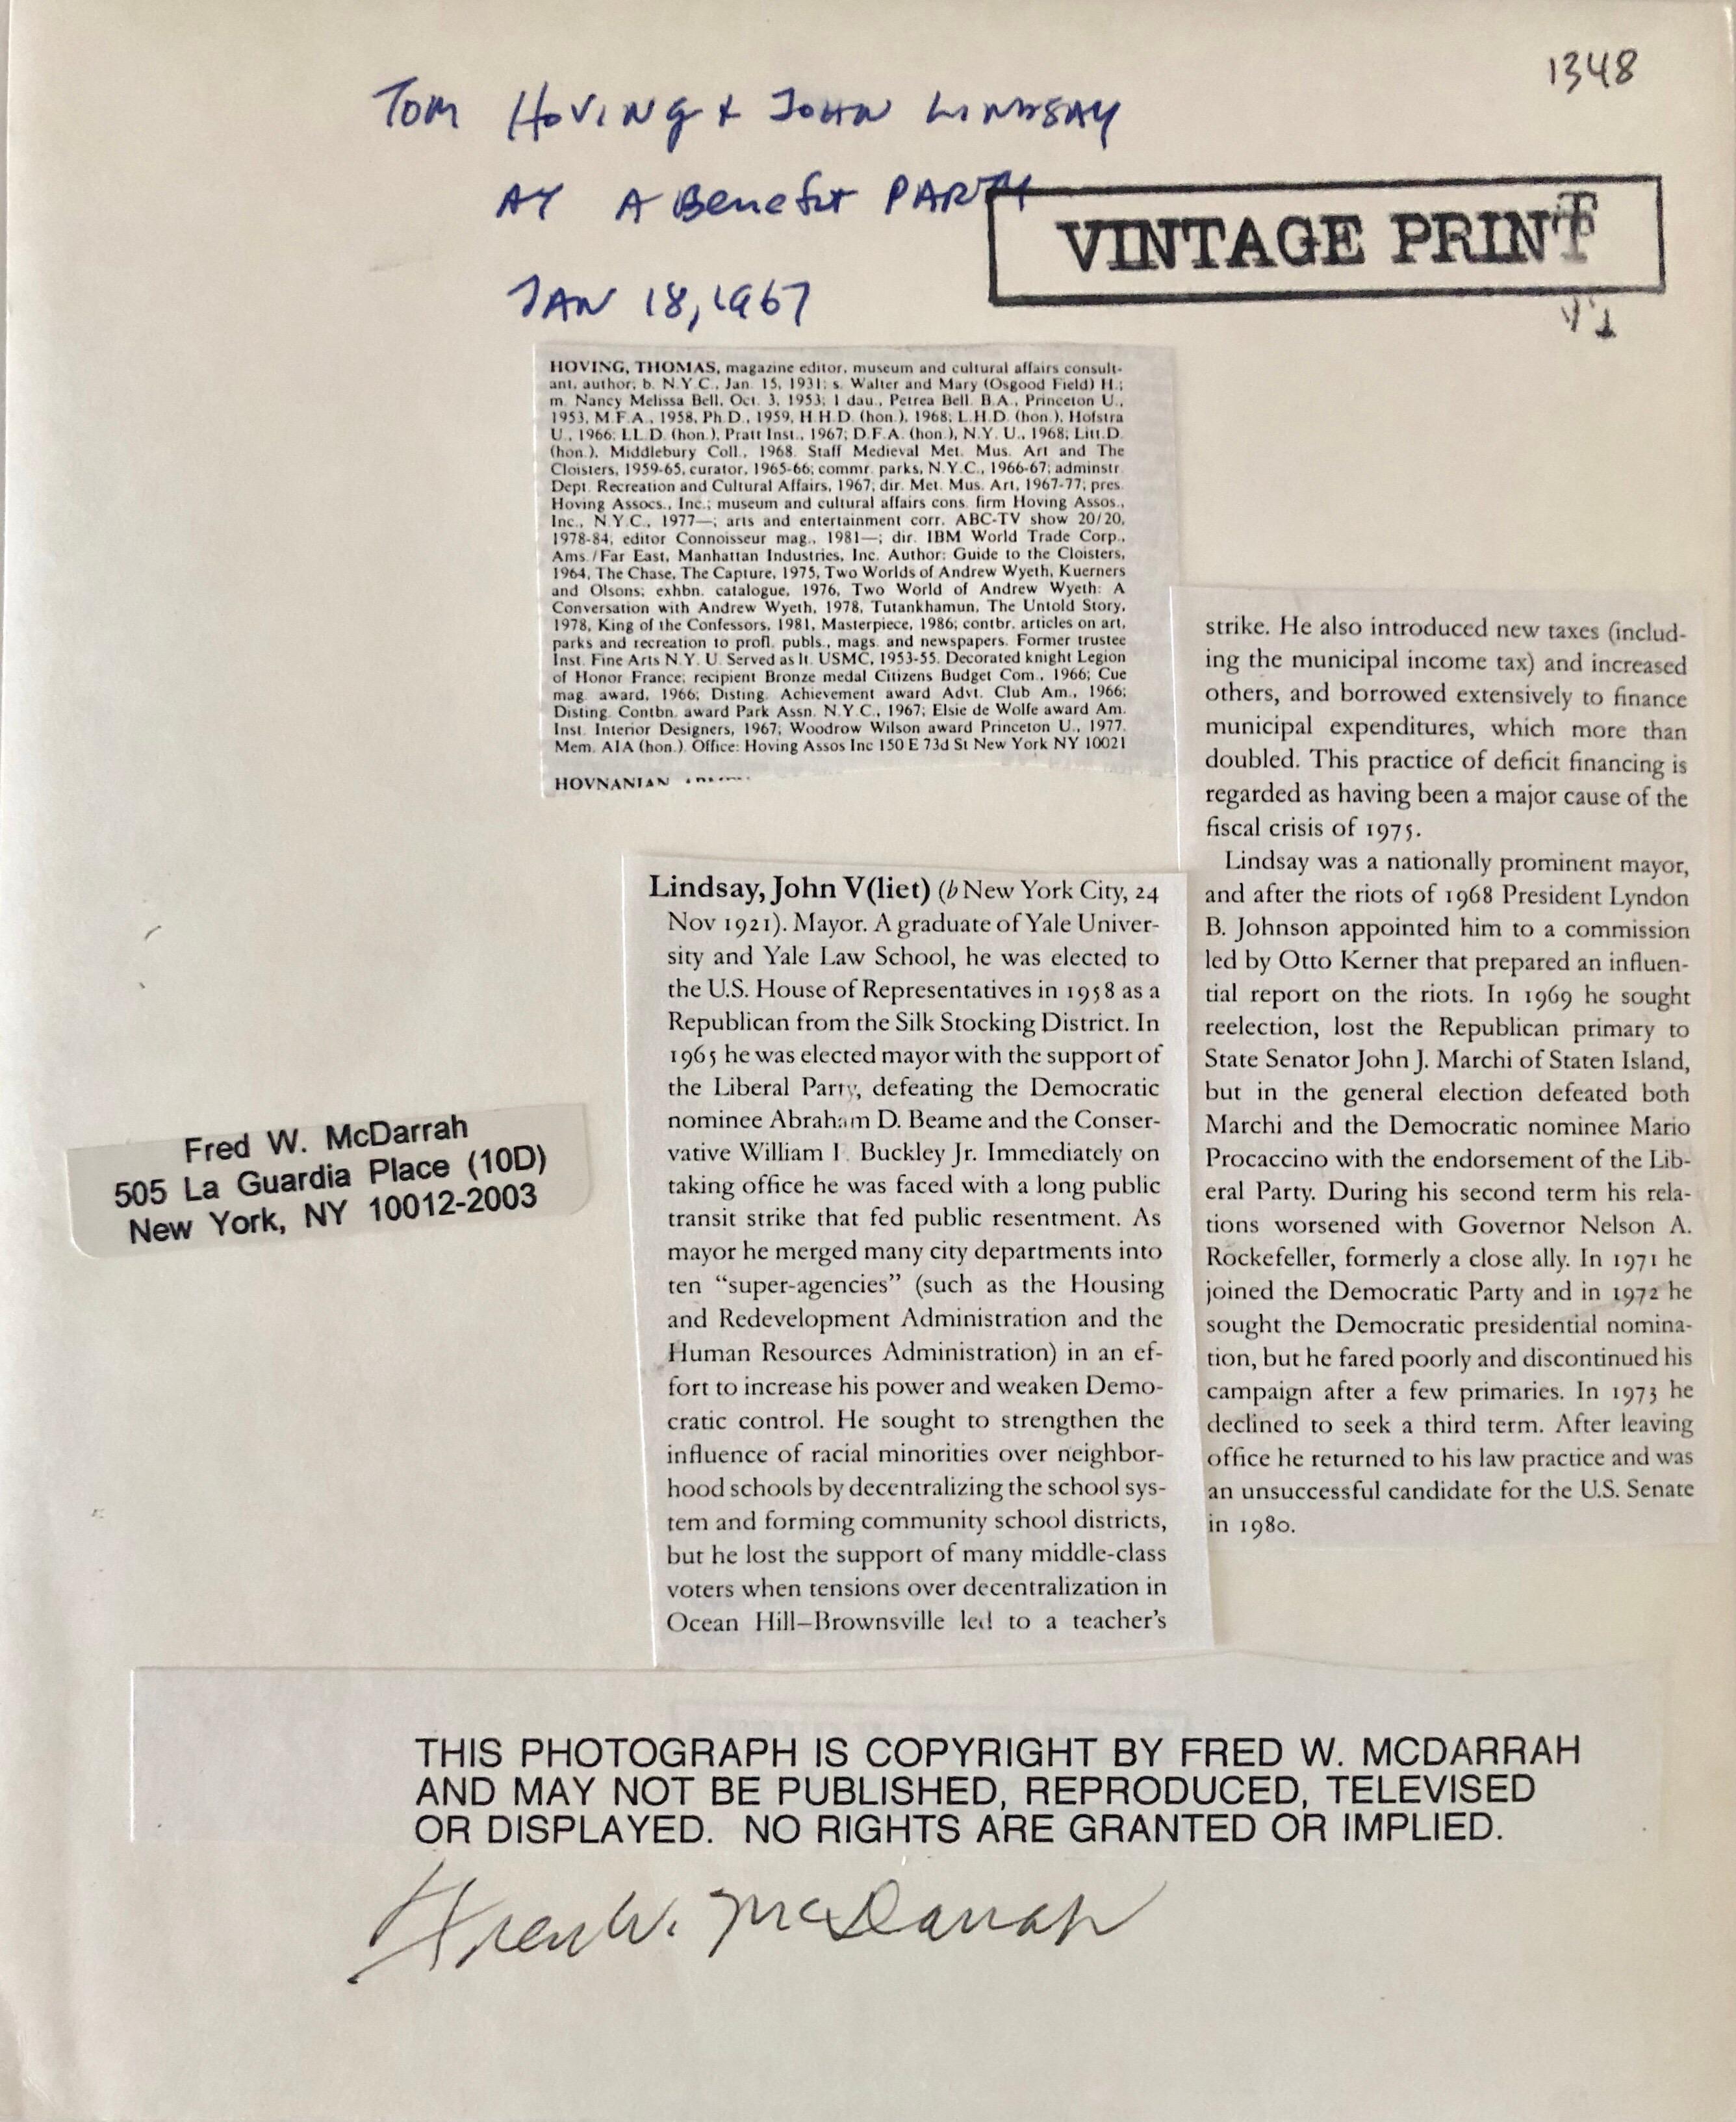 1348
TOM HOVING & JOHN LINDSAY
AT A Benefit PARTY
JAN 18, 1967
VINTAGE PRINT
HOVING, THOMAS, magazine editor, museum and cultural affairs consult-
ant, author; b. N.Y.C., Jan. 15, 1931; s. Walter and Mary (Osgood Field) H.;
m. Nancy Melissa Bell, Oct. 3, 1953; 1 dau., Petrea Bell. B.A., Princeton U.,
1953, M.F.A., 1958, Ph.D., 1959, H.H.D. (hon.), 1968; L.H.D. (hon.), Hofstra
U., 1966; LL.D. (hon.), Pratt Inst., 1967; D.F.A. (hon.), N.Y. U., 1968; Litt.D.
(hon.), Middlebury Coll., 1968. Staff Medieval Met. Mus. Art and The
Cloisters, 1959-65, curator, 1965-66; commr. parks, N.Y.C., 1966-67; adminstr.
Dept. Recreation and Cultural Affairs, 1967; dir. Met. Mus. Art, 1967-77; pres.
Hoving Assocs., Inc.; museum and cultural affairs cons. firm Hoving Assos.,
Inc., N.Y.C., 1977—; arts and entertainment corr. ABC-TV show 20/20,
1978-84; editor Connoisseur mag., 1981—; dir. IBM World Trade Corp.,
Ams./Far East, Manhattan Industries, Inc. Author: Guide to the Cloisters,
1964, The Chase, The Capture, 1975, Two Worlds of Andrew Wyeth, Kuerners
and Olsons; exhbn. catalogue, 1976, Two World of Andrew Wyeth: A
Conversation with Andrew Wyeth, 1978, Tutankhamun, The Untold Story,
1978, King of the Confessors, 1981, Masterpiece, 1986; contbr. articles on art,
parks and recreation to profl. publs., mags. and newspapers. Former trustee
Inst. Fine Arts N.Y. U. Served as lt. USMC, 1953-55. Decorated knight Legion
of Honor France; recipient Bronze medal Citizens Budget Com., 1966; Cue
mag. award, 1966; Disting. Achievement award Advt. Club Am., 1966;
Disting. Contbn. award Park Assn. N.Y.C., 1967; Elsie de Wolfe award Am.
Inst. Interior Designers, 1967; Woodrow Wilson award Princeton U., 1977.
Mem. AIA (hon.). Office: Hoving Assos Inc 150 E 73d St New York NY 10021
HOVNANIAN
Lindsay, John V(liet) (b New York City, 24
Nov 1921). Mayor. A graduate of Yale Univer-
sity and Yale Law School, he was elected to
the U.S. House of Representatives in 1958 as a
Republican from the Silk Stocking District. In
1965 he was elected mayor with the support of
the Liberal Party, defeating the Democratic
nominee Abraham D. Beame and the Conser-
vative William F. Buckley Jr. Immediately on
taking office he was faced with a long public
transit strike that fed public resentment. As
mayor he merged many city departments into
ten “super-agencies” (such as the Housing
and Redevelopment Administration and the
Human Resources Administration) in an ef-
fort to increase his power and weaken Demo-
cratic control. He sought to strengthen the
influence of racial minorities over neighbor-
hood schools by decentralizing the school sys-
tem and forming community school districts,
but he lost the support of many middle-class
voters when tensions over decentralization in
Ocean Hill–Brownsville led to a teacher’s
strike. He also introduced new taxes (includ-
ing the municipal income tax) and increased
others, and borrowed extensively to finance
municipal expenditures, which more than
doubled. This practice of deficit financing is
regarded as having been a major cause of the
fiscal crisis of 1975.
Lindsay was a nationally prominent mayor,
and after the riots of 1968 President Lyndon
B. Johnson appointed him to a commission
led by Otto Kerner that prepared an influen-
tial report on the riots. In 1969 he sought
reelection, lost the Republican primary to
State Senator John J. Marchi of Staten Island,
but in the general election defeated both
Marchi and the Democratic nominee Mario
Procaccino with the endorsement of the Lib-
eral Party. During his second term his rela-
tions worsened with Governor Nelson A.
Rockefeller, formerly a close ally. In 1971 he
joined the Democratic Party and in 1972 he
sought the Democratic presidential nomina-
tion, but he fared poorly and discontinued his
campaign after a few primaries. In 1973 he
declined to seek a third term. After leaving
office he returned to his law practice and was
an unsuccessful candidate for the U.S. Senate
in 1980.
Fred W. McDarrah
505 La Guardia Place (10D)
New York, NY 10012-2003
THIS PHOTOGRAPH IS COPYRIGHT BY FRED W. MCDARRAH
AND MAY NOT BE PUBLISHED, REPRODUCED, TELEVISED
OR DISPLAYED. NO RIGHTS ARE GRANTED OR IMPLIED.
Fred W. McDarrah